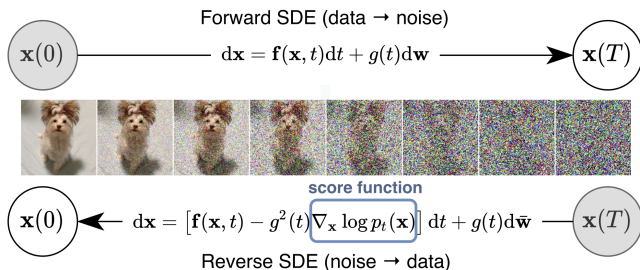 Forward SDE (data → noise)
x(0) dx = f(x, t)dt + g(t)dw x(T)
score function
x(0) dx = [f(x, t) − g²(t)∇ₓ log pₜ(x)] dt + g(t)dw̄ x(T)
Reverse SDE (noise → data)